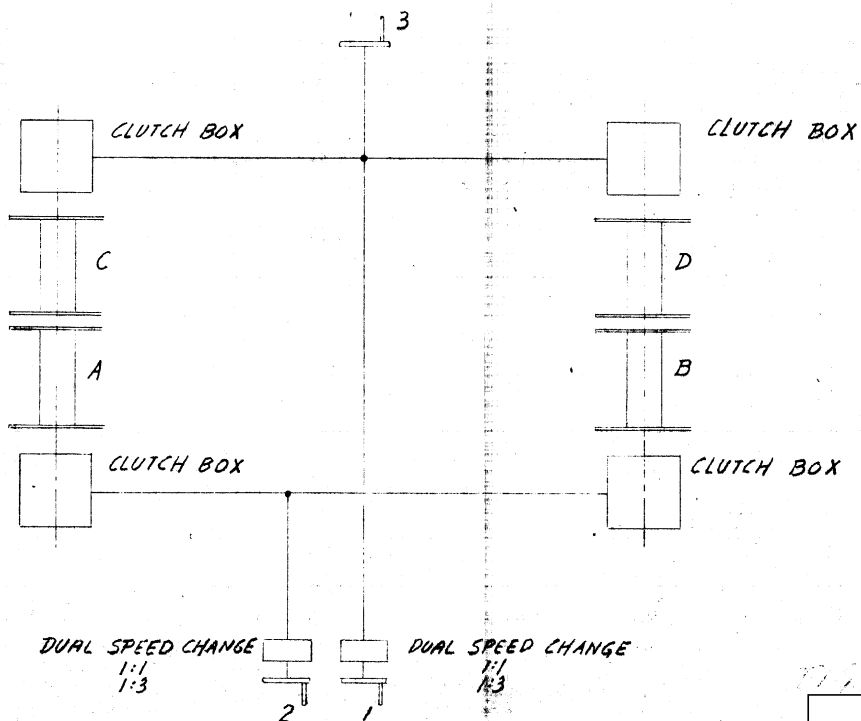 3
CLUTCH BOX
CLUTCH BOX
C
D
A
B
CLUTCH BOX
CLUTCH BOX
DUAL SPEED CHANGE
1:1
1:3
DUAL SPEED CHANGE
1:1
1:3
2
1